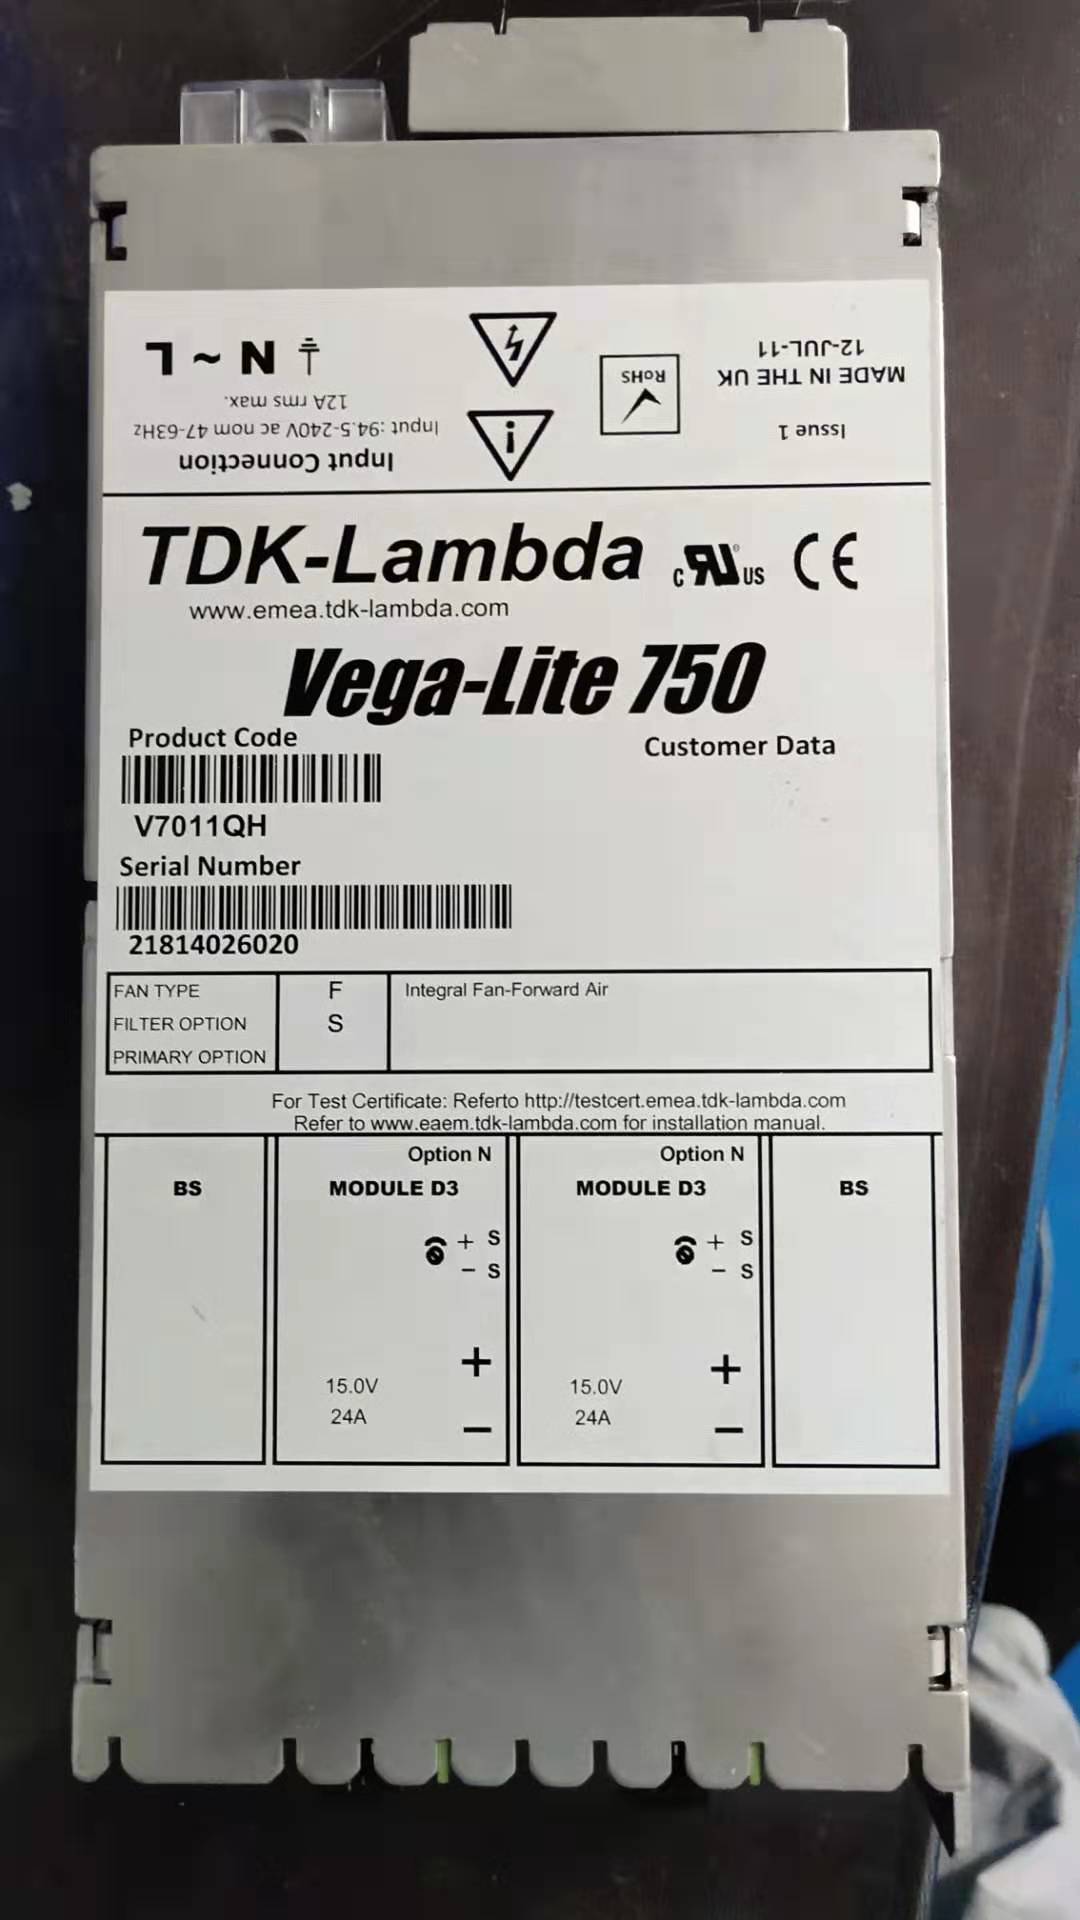 L ~ N
12A rms max.
Input : 94.5-240V ac nom 47-63Hz
Input Connection
RoHS
12-JUL-11
MADE IN THE UK
Issue 1
TDK-Lambda
c RU ® US CE
www.emea.tdk-lambda.com
Vega-Lite 750
Product Code
Customer Data
V7011QH
Serial Number
21814026020
FAN TYPE F Integral Fan-Forward Air
FILTER OPTION S
PRIMARY OPTION
For Test Certificate: Referto http://testcert.emea.tdk-lambda.com
Refer to www.eaem.tdk-lambda.com for installation manual.
BS
Option N
MODULE D3
+ S
− S
+
15.0V
24A
−
Option N
MODULE D3
+ S
− S
+
15.0V
24A
−
BS